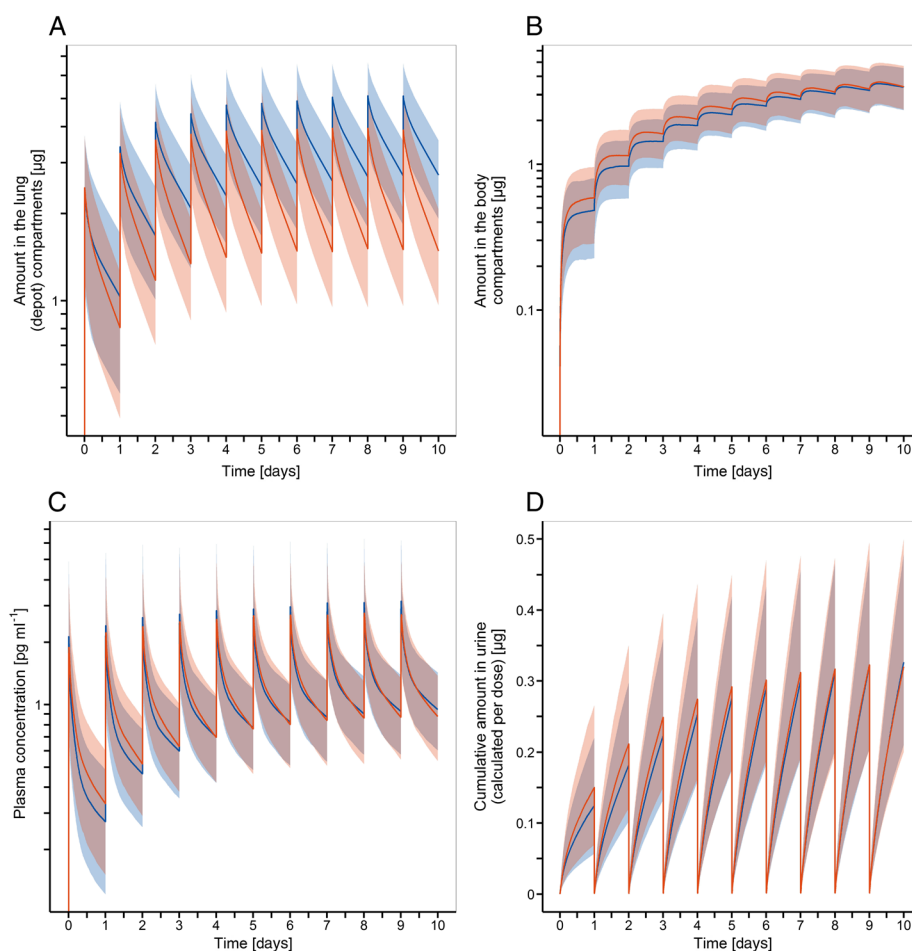 A
Amount in the lung
(depot) compartments [µg]
1
0 1 2 3 4 5 6 7 8 9 10
Time [days]
B
Amount in the body
compartments [µg]
1
0.1
0 1 2 3 4 5 6 7 8 9 10
Time [days]
C
Plasma concentration [pg ml⁻¹]
1
0 1 2 3 4 5 6 7 8 9 10
Time [days]
D
Cumulative amount in urine
(calculated per dose) [µg]
0.5
0.4
0.3
0.2
0.1
0
0 1 2 3 4 5 6 7 8 9 10
Time [days]